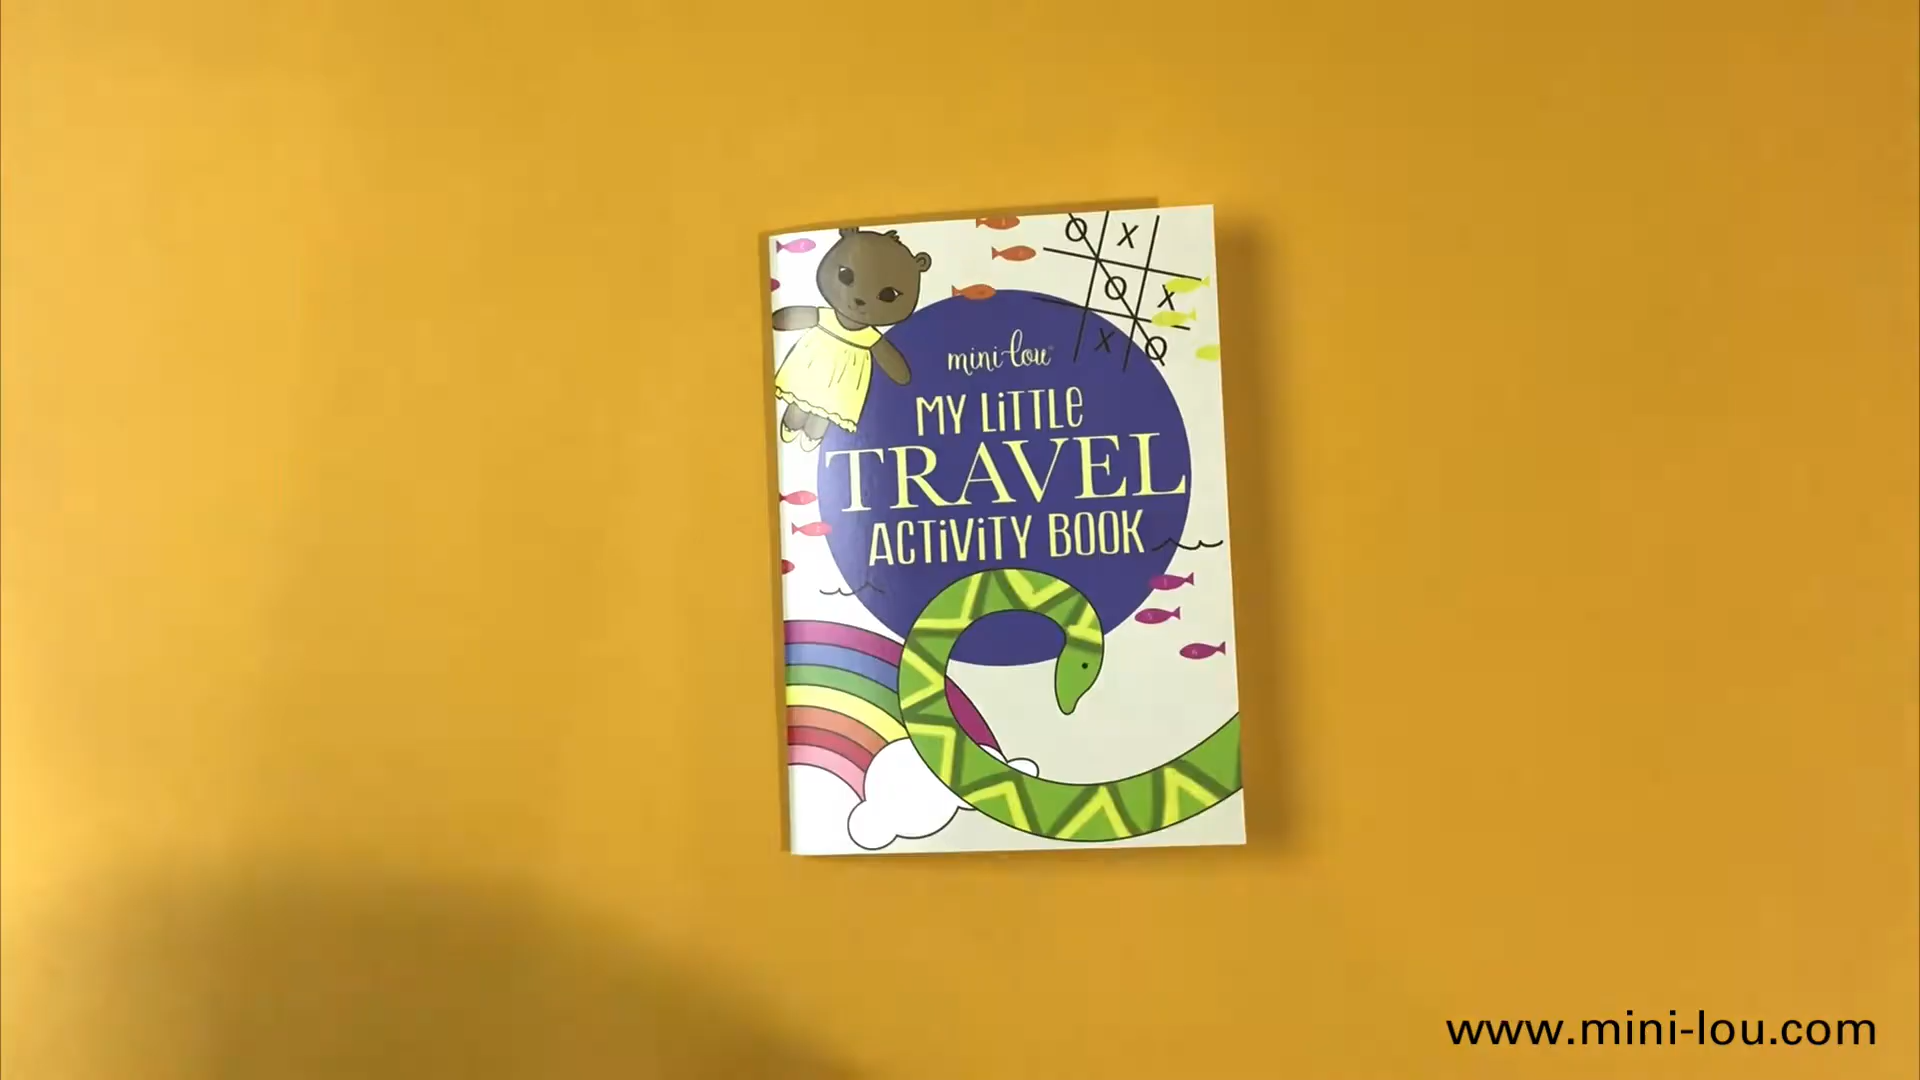 O X
O X
X O
mini-lou
MY LiTTLe
TRAVEL
ACTiViTY BOOK
www.mini-lou.com